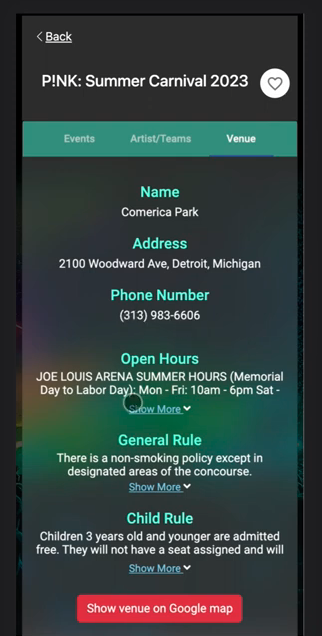 Back
P!NK: Summer Carnival 2023
Events Artist/Teams Venue
Name
Comerica Park
Address
2100 Woodward Ave, Detroit, Michigan
Phone Number
(313) 983-6606
Open Hours
JOE LOUIS ARENA SUMMER HOURS (Memorial
Day to Labor Day): Mon - Fri: 10am - 6pm Sat -
Show More
General Rule
There is a non-smoking policy except in
designated areas of the concourse.
Show More
Child Rule
Children 3 years old and younger are admitted
free. They will not have a seat assigned and will
Show More
Show venue on Google map